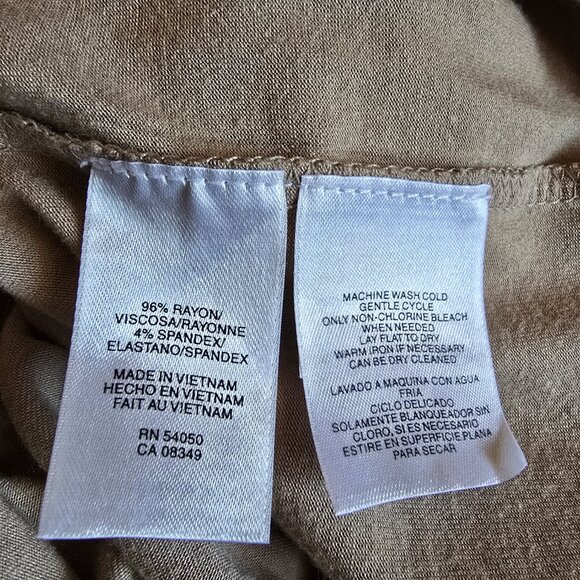 96% RAYON/
VISCOSA/RAYONNE
4% SPANDEX/
ELASTANO/SPANDEX
MADE IN VIETNAM
HECHO EN VIETNAM
FAIT AU VIETNAM
RN 54050
CA 08349
MACHINE WASH COLD
GENTLE CYCLE
ONLY NON-CHLORINE BLEACH
WHEN NEEDED
LAY FLAT TO DRY
WARM IRON IF NECESSARY
CAN BE DRY CLEANED
LAVADO A MAQUINA CON AGUA
FRIA
CICLO DELICADO
SOLAMENTE BLANQUEADOR SIN
CLORO, SI ES NECESARIO
ESTIRE EN SUPERFICIE PLANA
PARA SECAR